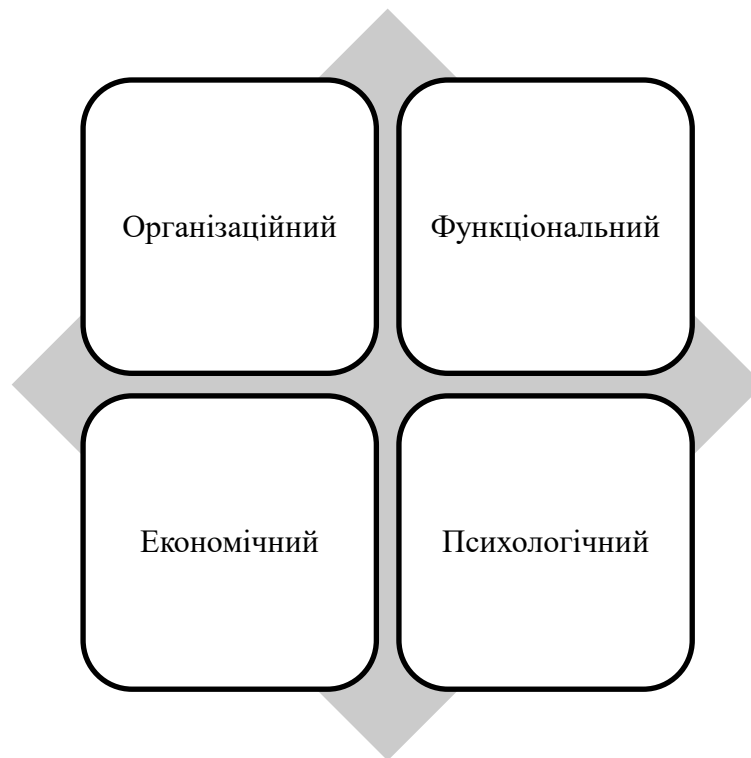 Організаційний
Функціональний
Економічний
Психологічний